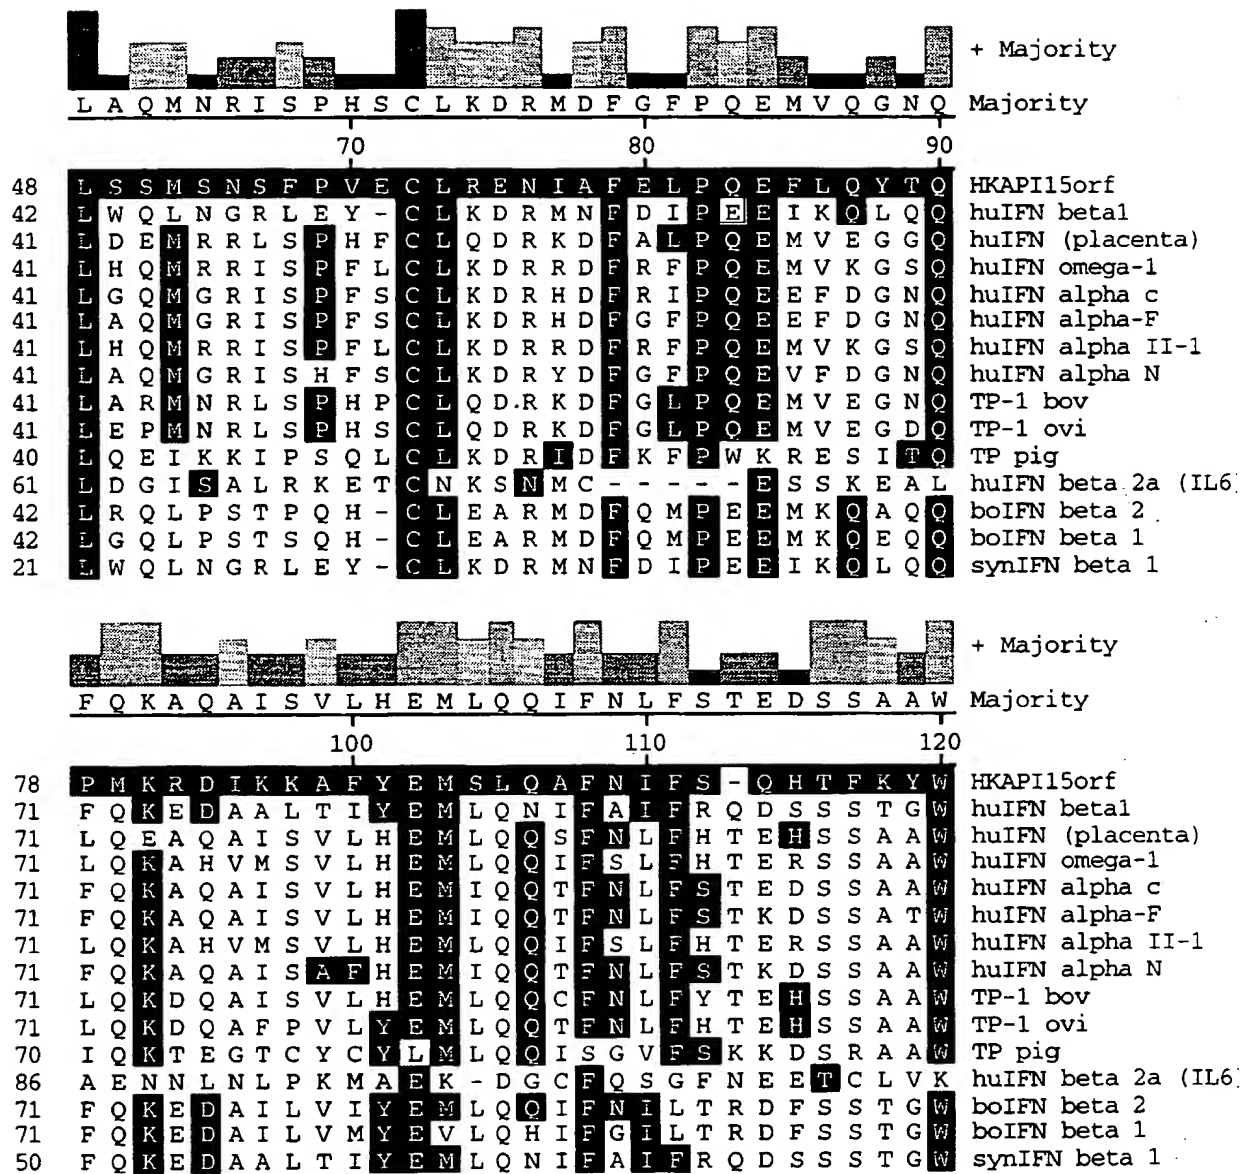 + Majority
L A Q M N R I S P H S C L K D R M D F G F P Q E M V Q G N Q Majority
70 80 90
48 L S S M S N S F P V E C L R E N I A F E L P Q E F L Q Y T Q HKAPI15orf
42 L W Q L N G R L E Y - C L K D R M N F D I P E E I K Q L Q Q huIFN beta1
41 L D E M R R L S P H F C L Q D R K D F A L P Q E M V E G G Q huIFN (placenta)
41 L H Q M R R I S P F L C L K D R R D F R F P Q E M V K G S Q huIFN omega-1
41 L G Q M G R I S P F S C L K D R H D F R I P Q E E F D G N Q huIFN alpha c
41 L A Q M G R I S P F S C L K D R H D F G F P Q E E F D G N Q huIFN alpha-F
41 L H Q M R R I S P F L C L K D R R D F R F P Q E M V K G S Q huIFN alpha II-1
41 L A Q M G R I S H F S C L K D R Y D F G F P Q E V F D G N Q huIFN alpha N
41 L A R M N R L S P H P C L Q D R K D F G L P Q E M V E G N Q TP-1 bov
41 L E P M N R L S P H S C L Q D R K D F G L P Q E M V E G D Q TP-1 ovi
40 L Q E I K K I P S Q L C L K D R I D F K F P W K R E S I T Q TP pig
61 L D G I S A L R K E T C N K S N M C - - - - - E S S K E A L huIFN beta 2a (IL6)
42 L R Q L P S T P Q H - C L E A R M D F Q M P E E M K Q A Q Q boIFN beta 2
42 L G Q L P S T S Q H - C L E A R M D F Q M P E E M K Q E Q Q boIFN beta 1
21 L W Q L N G R L E Y - C L K D R M N F D I P E E I K Q L Q Q synIFN beta 1
+ Majority
F Q K A Q A I S V L H E M L Q Q I F N L F S T E D S S A A W Majority
100 110 120
78 P M K R D I K K A F Y E M S L Q A F N I F S - Q H T F K Y W HKAPI15orf
71 F Q K E D A A L T I Y E M L Q N I F A I F R Q D S S S T G W huIFN beta1
71 L Q E A Q A I S V L H E M L Q Q S F N L F H T E H S S A A W huIFN (placenta)
71 L Q K A H V M S V L H E M L Q Q I F S L F H T E R S S A A W huIFN omega-1
71 F Q K A Q A I S V L H E M I Q Q T F N L F S T E D S S A A W huIFN alpha c
71 F Q K A Q A I S V L H E M I Q Q T F N L F S T K D S S A T W huIFN alpha-F
71 L Q K A H V M S V L H E M L Q Q I F S L F H T E R S S A A W huIFN alpha II-1
71 F Q K A Q A I S A F H E M I Q Q T F N L F S T K D S S A A W huIFN alpha N
71 L Q K D Q A I S V L H E M L Q Q C F N L F Y T E H S S A A W TP-1 bov
71 L Q K D Q A F P V L Y E M L Q Q T F N L F H T E H S S A A W TP-1 ovi
70 I Q K T E G T C Y C Y L M L Q Q I S G V F S K K D S R A A W TP pig
86 A E N N L N L P K M A E K - D G C F Q S G F N E E T C L V K huIFN beta 2a (IL6)
71 F Q K E D A I L V I Y E M L Q Q I F N I L T R D F S S T G W boIFN beta 2
71 F Q K E D A I L V M Y E V L Q H I F G I L T R D F S S T G W boIFN beta 1
50 F Q K E D A A L T I Y E M L Q N I F A I F R Q D S S S T G W synIFN beta 1